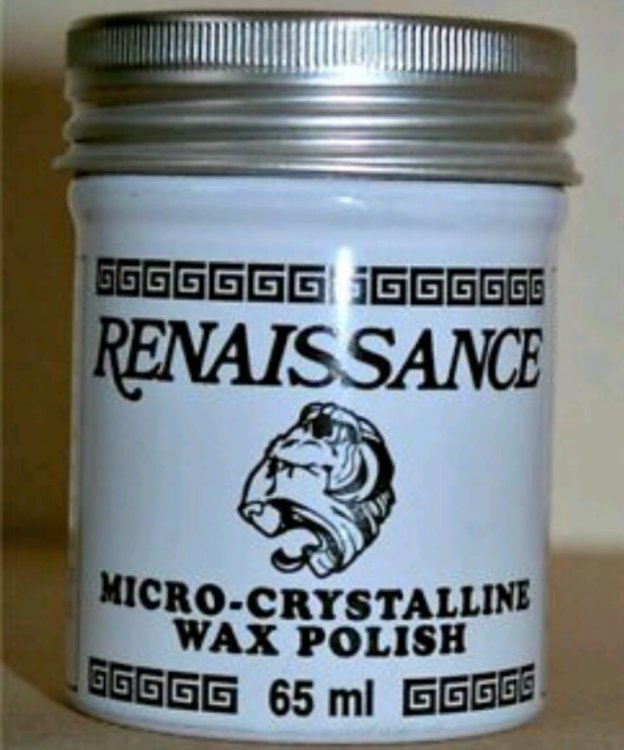 RENAISSANCE
MICRO-CRYSTALLINE
WAX POLISH
65 ml